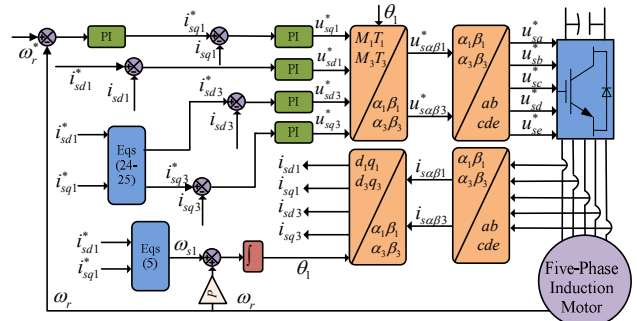 ω*r
PI
i*sq1
isq1
PI
u*sq1
θ1
i*sd1
isd1
PI
u*sd1
M1T1
M3T3
α1β1
α3β3
u*sαβ1
u*sαβ3
α1β1
α3β3
ab
cde
u*sa
u*sb
u*sc
u*sd
u*se
isd3
PI
u*sd3
PI
u*sq3
i*sd1
i*sq1
Eqs
(24-
25)
i*sd3
i*sq3
isq3
isd1
isq1
isd3
isq3
d1q1
d3q3
α1β1
α3β3
isαβ1
isαβ3
α1β1
α3β3
ab
cde
i*sd1
i*sq1
Eqs
(5)
ωs1
∫
θ1
P
ωr
ωr
Five-Phase
Induction
Motor